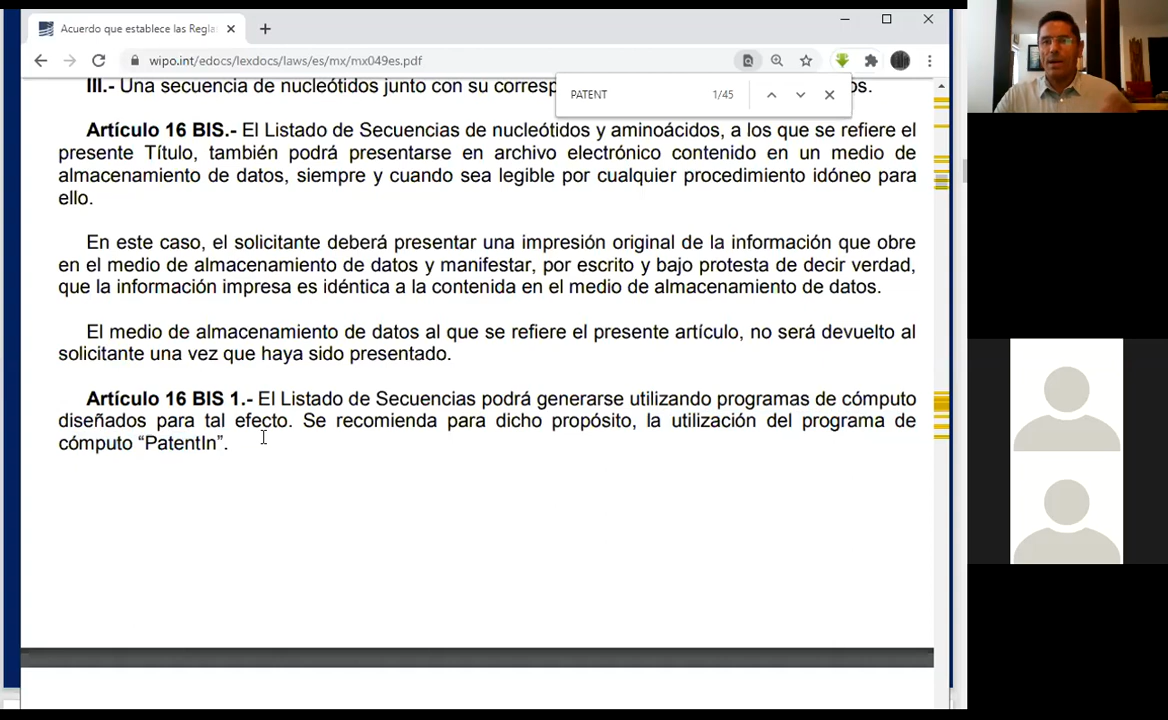 Acuerdo que establece las Regla
wipo.int/edocs/lexdocs/laws/es/mx/mx049es.pdf
PATENT 1/45
III.- Una secuencia de nucleótidos junto con su corresp os.
Artículo 16 BIS.- El Listado de Secuencias de nucleótidos y aminoácidos, a los que se refiere el
presente Título, también podrá presentarse en archivo electrónico contenido en un medio de
almacenamiento de datos, siempre y cuando sea legible por cualquier procedimiento idóneo para
ello.
En este caso, el solicitante deberá presentar una impresión original de la información que obre
en el medio de almacenamiento de datos y manifestar, por escrito y bajo protesta de decir verdad,
que la información impresa es idéntica a la contenida en el medio de almacenamiento de datos.
El medio de almacenamiento de datos al que se refiere el presente artículo, no será devuelto al
solicitante una vez que haya sido presentado.
Artículo 16 BIS 1.- El Listado de Secuencias podrá generarse utilizando programas de cómputo
diseñados para tal efecto. Se recomienda para dicho propósito, la utilización del programa de
cómputo “PatentIn”.